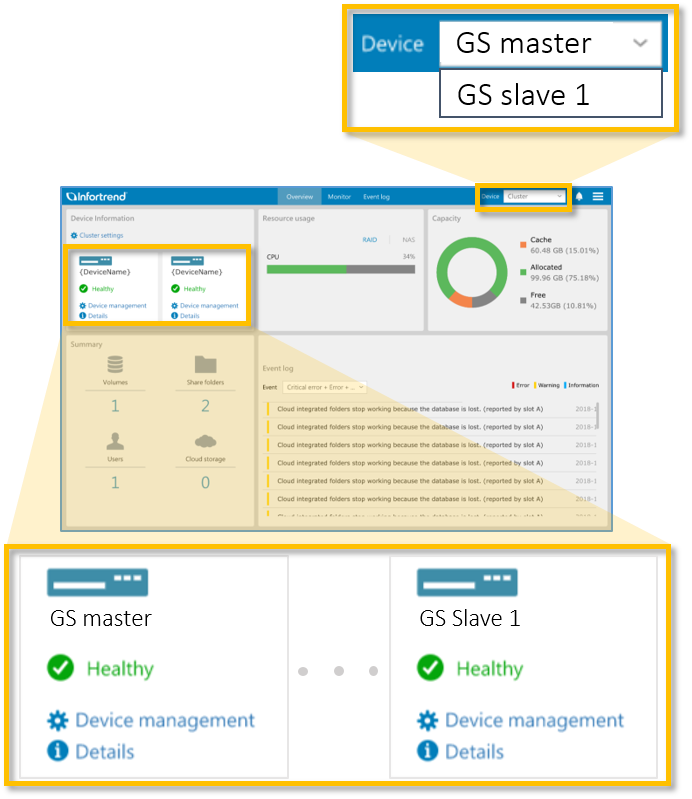 Device GS master
GS slave 1
Infortrend Overview Monitor Event log Device Cluster
Device Information
Cluster settings
{DeviceName} {DeviceName}
Healthy Healthy
Device management Device management
Details Details
Resource usage
RAID NAS
CPU 34%
Capacity
Cache
60.48 GB (15.01%)
Allocated
99.96 GB (75.18%)
Free
42.53GB (10.81%)
Summary
Volumes Share folders
1 2
Users Cloud storage
1 0
Event log
Event Critical error + Error + ... Error Warning Information
Cloud integrated folders stop working because the database is lost. (reported by slot A) 2018-1
Cloud integrated folders stop working because the database is lost. (reported by slot A) 2018-1
Cloud integrated folders stop working because the database is lost. (reported by slot A) 2018-1
Cloud integrated folders stop working because the database is lost. (reported by slot A) 2018-1
Cloud integrated folders stop working because the database is lost. (reported by slot A) 2018-1
Cloud integrated folders stop working because the database is lost. (reported by slot A) 2018-1
Cloud integrated folders stop working because the database is lost. (reported by slot A) 2018-1
GS master GS Slave 1
Healthy Healthy
Device management Device management
Details Details